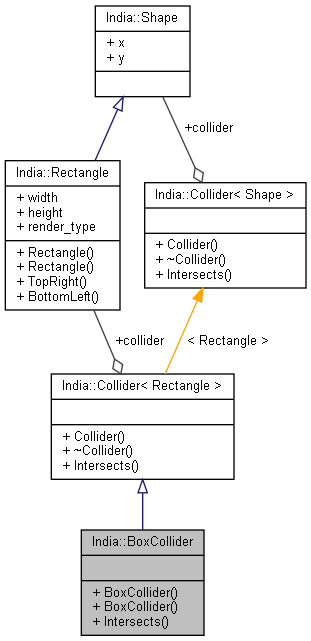 India::Shape
+ x
+ y
+collider
India::Rectangle
+ width
+ height
+ render_type
+ Rectangle()
+ Rectangle()
+ TopRight()
+ BottomLeft()
India::Collider< Shape >
+ Collider()
+ ~Collider()
+ Intersects()
+collider
< Rectangle >
India::Collider< Rectangle >
+ Collider()
+ ~Collider()
+ Intersects()
India::BoxCollider
+ BoxCollider()
+ BoxCollider()
+ Intersects()